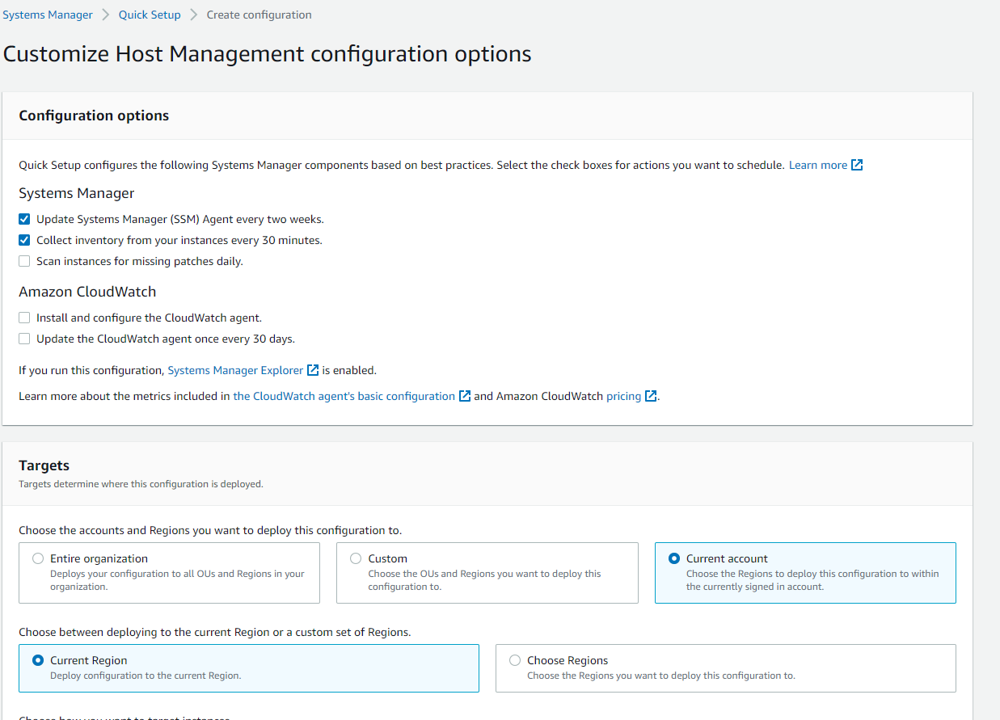 Systems Manager > Quick Setup > Create configuration
Customize Host Management configuration options
Configuration options
Quick Setup configures the following Systems Manager components based on best practices. Select the check boxes for actions you want to schedule. Learn more
Systems Manager
Update Systems Manager (SSM) Agent every two weeks.
Collect inventory from your instances every 30 minutes.
Scan instances for missing patches daily.
Amazon CloudWatch
Install and configure the CloudWatch agent.
Update the CloudWatch agent once every 30 days.
If you run this configuration, Systems Manager Explorer is enabled.
Learn more about the metrics included in the CloudWatch agent's basic configuration and Amazon CloudWatch pricing.
Targets
Targets determine where this configuration is deployed.
Choose the accounts and Regions you want to deploy this configuration to.
Entire organization
Deploys your configuration to all OUs and Regions in your
organization.
Custom
Choose the OUs and Regions you want to deploy this
configuration to.
Current account
Choose the Regions to deploy this configuration to within
the currently signed in account.
Choose between deploying to the current Region or a custom set of Regions.
Current Region
Deploy configuration to the current Region.
Choose Regions
Choose the Regions you want to deploy this configuration to.
Choose how you want to target instances